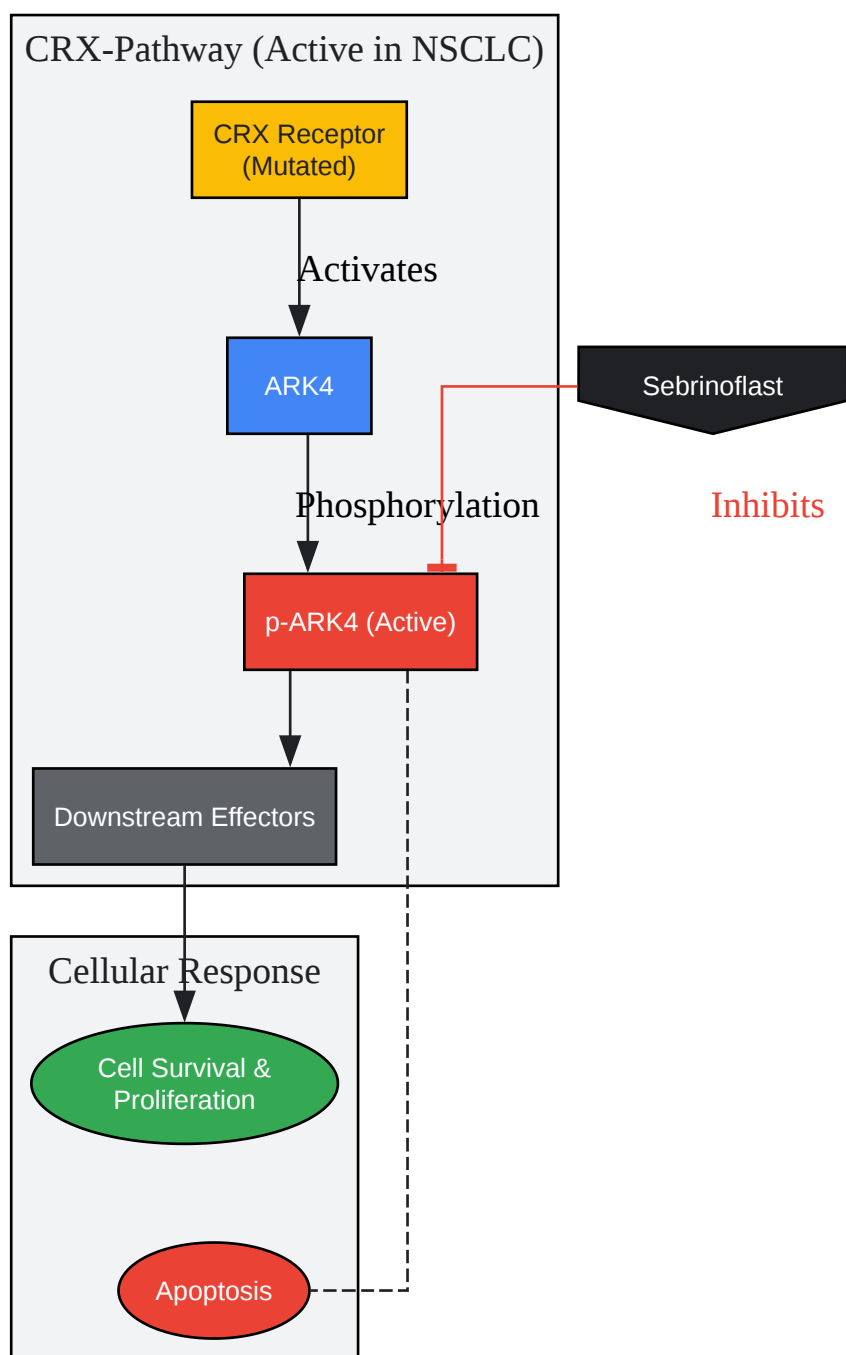 CRX-Pathway (Active in NSCLC)
CRX Receptor
(Mutated)
Activates
ARK4
Sebrinoflast
Phosphorylation
Inhibits
p-ARK4 (Active)
Downstream Effectors
Cellular Response
Cell Survival &
Proliferation
Apoptosis